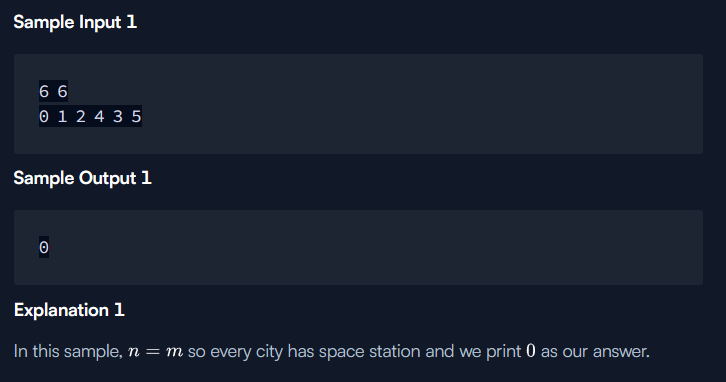 Sample Input 1
6 6
0 1 2 4 3 5
Sample Output 1
0
Explanation 1
In this sample, n = m so every city has space station and we print 0 as our answer.